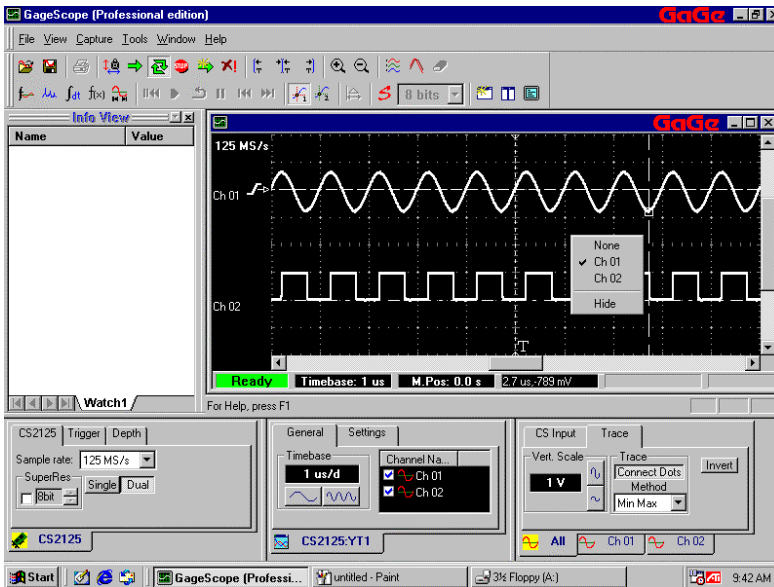 GageScope (Professional edition)
GaGe
File View Capture Tools Window Help
f(x)
8 bits
Info View
Name Value
GaGe
125 MS/s
Ch 01
Ch 02
None
Ch 01
Ch 02
Hide
T
Ready Timebase: 1 us M.Pos: 0.0 s 2.7 us,-789 mV
Watch1
For Help, press F1
CS2125 Trigger Depth
Sample rate: 125 MS/s
SuperRes
8bit
Single Dual
CS2125
General Settings
Timebase
1 us/d
Channel Na...
Ch 01
Ch 02
CS2125:YT1
CS Input Trace
Vert. Scale
1 V
Trace
Connect Dots
Method
Min Max
Invert
All Ch 01 Ch 02
Start GageScope (Professi... untitled - Paint 3½ Floppy (A:) 9:42 AM